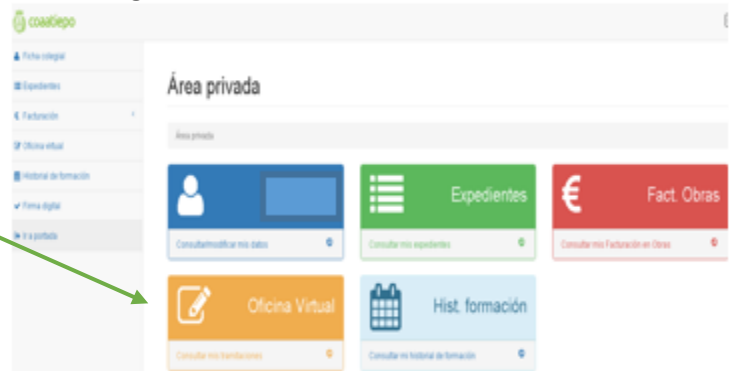 coaatiepo
Ficha colegial
Expedientes
Facturación
Oficina virtual
Historial de formación
Firma digital
Ir a portada
Área privada
Área privada
Consultar/modificar mis datos
Expedientes
Consultar mis expedientes
Fact. Obras
Consultar mis Facturación en Obras
Oficina Virtual
Consultar mis tramitaciones
Hist. formación
Consultar mi historial de formación